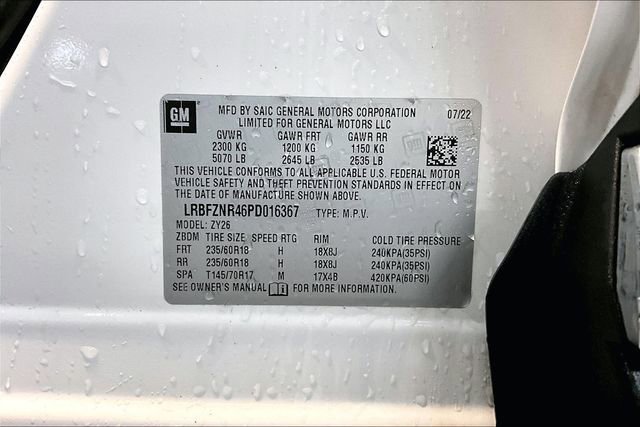 GM
MFD BY SAIC GENERAL MOTORS CORPORATION 07/22
LIMITED FOR GENERAL MOTORS LLC
GVWR GAWR FRT GAWR RR
2300 KG 1200 KG 1150 KG
5070 LB 2645 LB 2535 LB
THIS VEHICLE CONFORMS TO ALL APPLICABLE U.S. FEDERAL MOTOR
VEHICLE SAFETY AND THEFT PREVENTION STANDARDS IN EFFECT ON
THE DATE OF MANUFACTURE SHOWN ABOVE.
LRBFZNR46PD016367 TYPE: M.P.V.
MODEL: ZY26
ZBDM TIRE SIZE SPEED RTG RIM COLD TIRE PRESSURE
FRT 235/60R18 H 18X8J 240KPA(35PSI)
RR 235/60R18 H 18X8J 240KPA(35PSI)
SPA T145/70R17 M 17X4B 420KPA(60PSI)
SEE OWNER'S MANUAL FOR MORE INFORMATION.